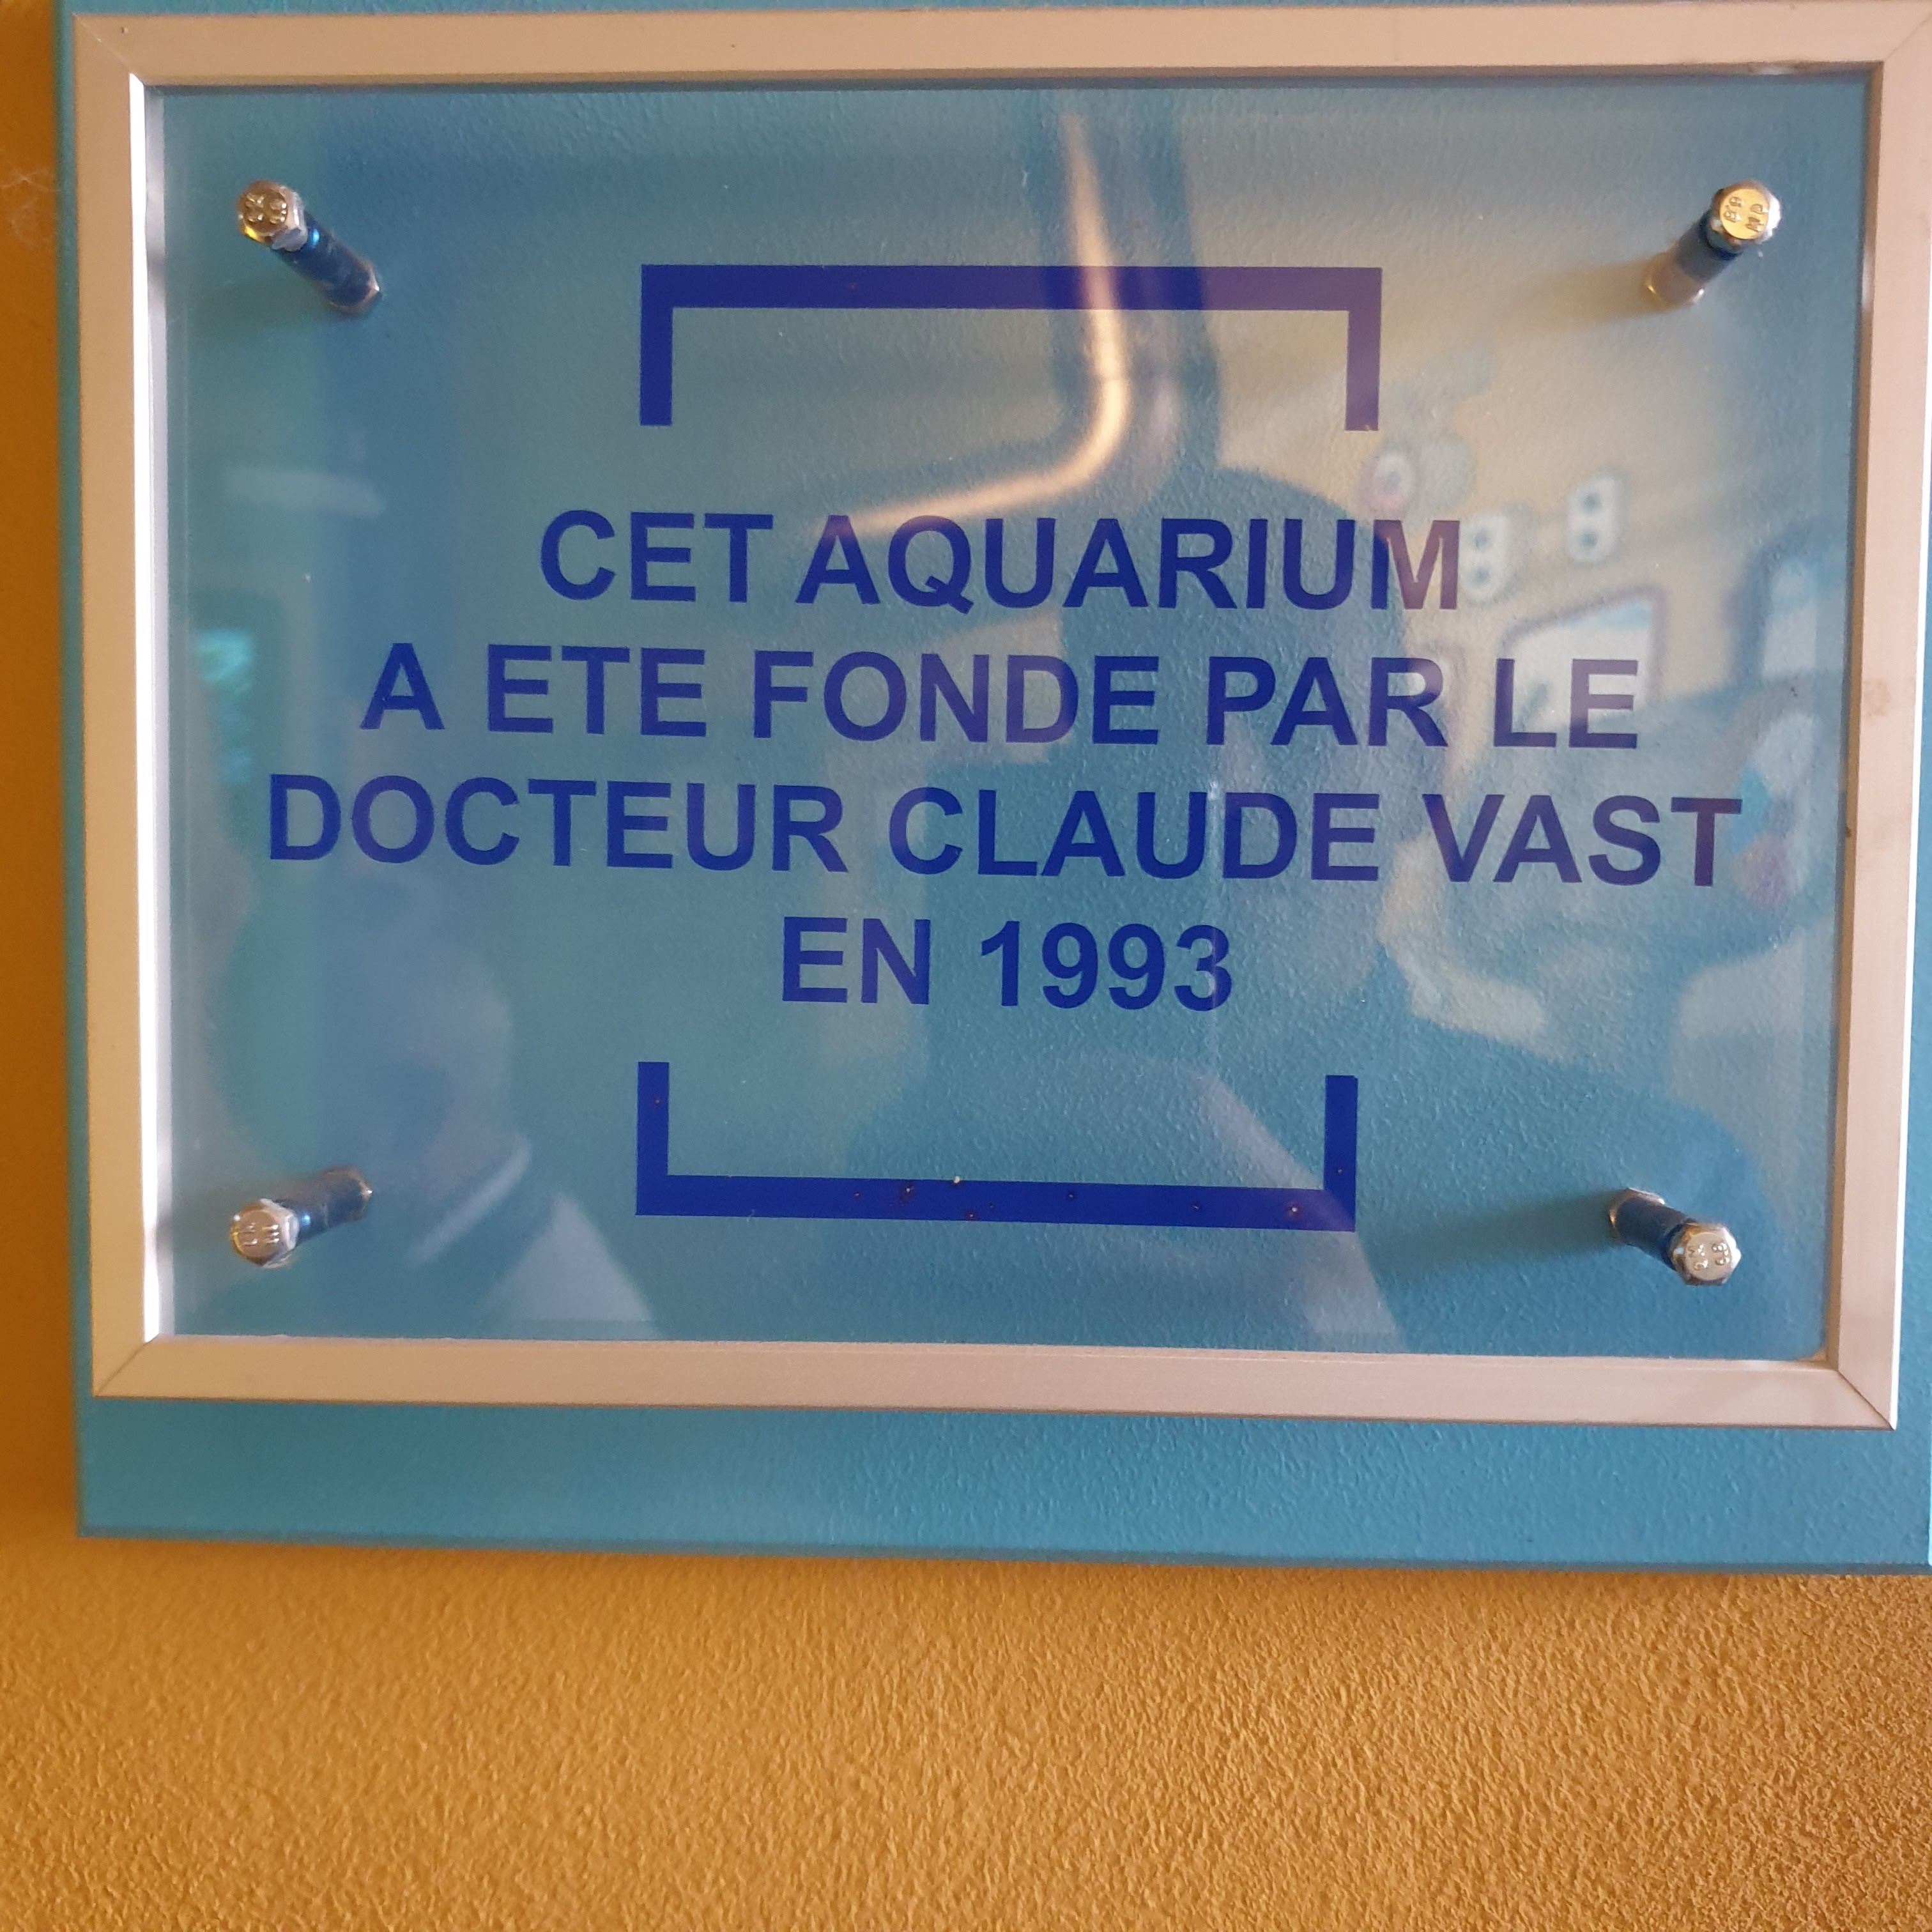 CET AQUARIUM
A ETE FONDE PAR LE
DOCTEUR CLAUDE VAST
EN 1993